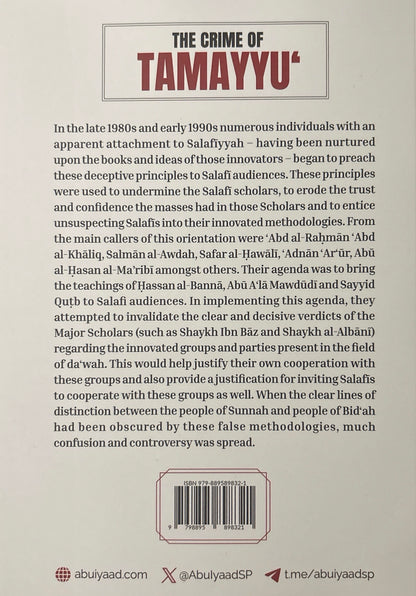 THE CRIME OF
TAMAYYUʿ
In the late 1980s and early 1990s numerous individuals with an
apparent attachment to Salafiyyah – having been nurtured
upon the books and ideas of those innovators – began to preach
these deceptive principles to Salafī audiences. These principles
were used to undermine the Salafī scholars, to erode the trust
and confidence the masses had in those Scholars and to entice
unsuspecting Salafīs into their innovated methodologies. From
the main callers of this orientation were ʿAbd al-Raḥmān ʿAbd
al-Khāliq, Salmān al-Awdah, Safar al-Ḥawālī, ʿAdnān ʿArʿūr, Abū
al-Ḥasan al-Maʾribī amongst others. Their agenda was to bring
the teachings of Ḥassan al-Bannā, Abū Aʿlā Mawdūdī and Sayyid
Quṭb to Salafī audiences. In implementing this agenda, they
attempted to invalidate the clear and decisive verdicts of the
Major Scholars (such as Shaykh Ibn Bāz and Shaykh al-Albānī)
regarding the innovated groups and parties present in the field
of daʿwah. This would help justify their own cooperation with
these groups and also provide a justification for inviting Salafīs
to cooperate with these groups as well. When the clear lines of
distinction between the people of Sunnah and people of Bidʿah
had been obscured by these false methodologies, much
confusion and controversy was spread.
ISBN 979-889589832-1
9 798895 898321
abuiyaad.com @AbuIyaadSP t.me/abuiyaadsp